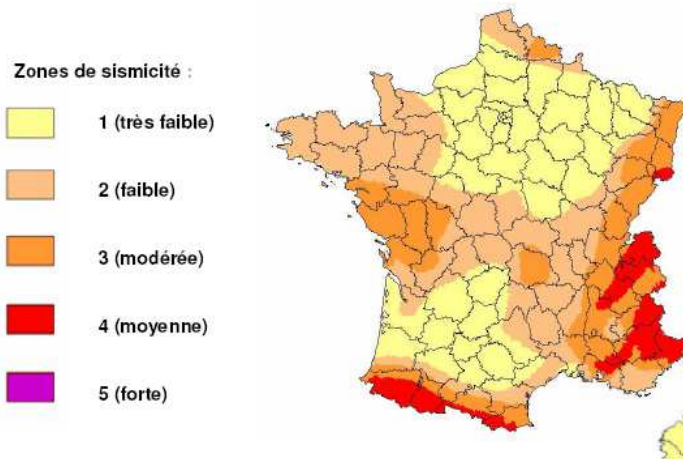 Zones de sismicité :
1 (très faible)
2 (faible)
3 (modérée)
4 (moyenne)
5 (forte)